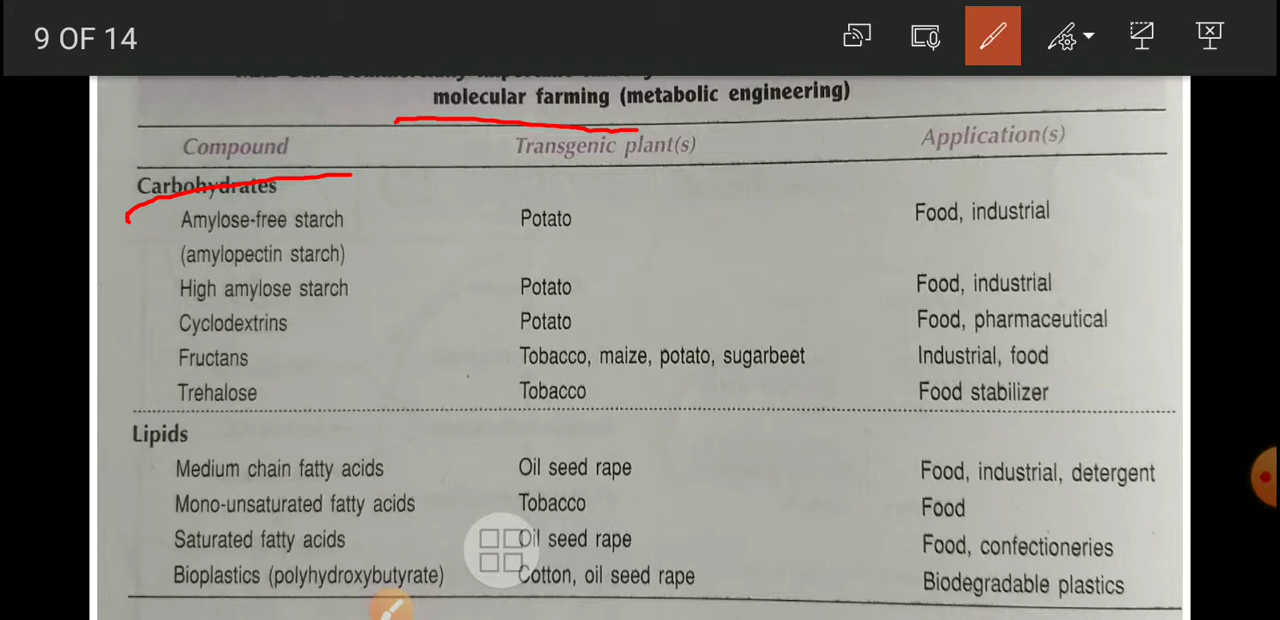 9 OF 14
molecular farming (metabolic engineering)
Compound Transgenic plant(s) Application(s)
Carbohydrates
Amylose-free starch Potato Food, industrial
(amylopectin starch)
High amylose starch Potato Food, industrial
Cyclodextrins Potato Food, pharmaceutical
Fructans Tobacco, maize, potato, sugarbeet Industrial, food
Trehalose Tobacco Food stabilizer
Lipids
Medium chain fatty acids Oil seed rape Food, industrial, detergent
Mono-unsaturated fatty acids Tobacco Food
Saturated fatty acids Oil seed rape Food, confectioneries
Bioplastics (polyhydroxybutyrate) Cotton, oil seed rape Biodegradable plastics